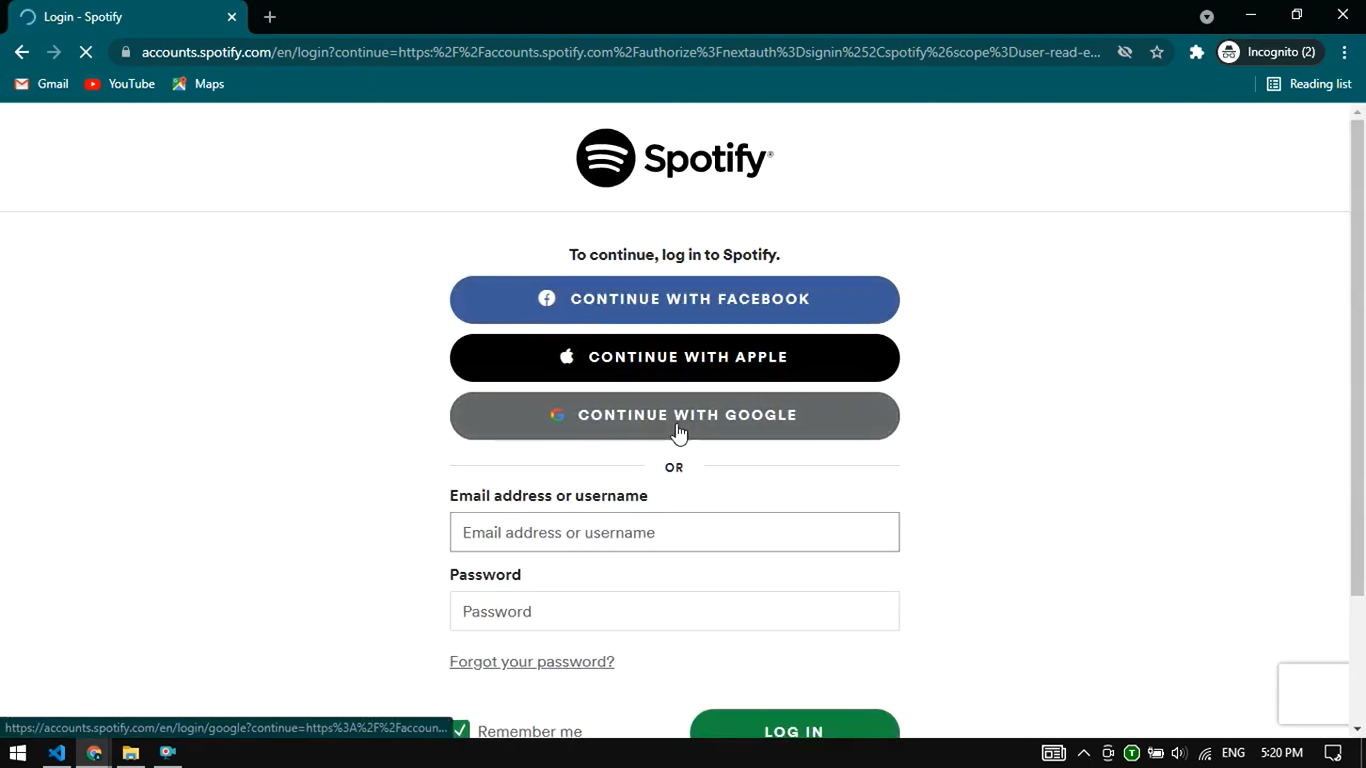 Login - Spotify
accounts.spotify.com/en/login?continue=https:%2F%2Faccounts.spotify.com%2Fauthorize%3Fnextauth%3Dsignin%252Cspotify%26scope%3Duser-read-e...
Incognito (2)
Gmail YouTube Maps Reading list
Spotify®
To continue, log in to Spotify.
CONTINUE WITH FACEBOOK
CONTINUE WITH APPLE
CONTINUE WITH GOOGLE
OR
Email address or username
Email address or username
Password
Password
Forgot your password?
Remember me LOG IN
https://accounts.spotify.com/en/login/google?continue=https%3A%2F%2Faccoun...
ENG 5:20 PM